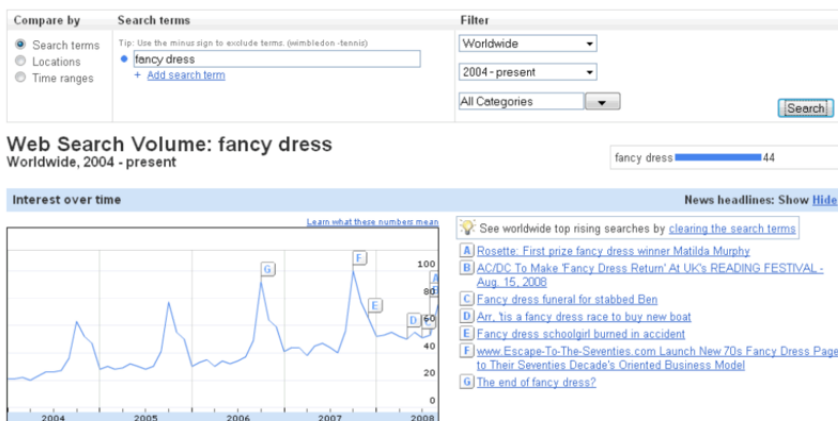 Compare by
Search terms
Filter
Search terms
Locations
Time ranges
Tip: Use the minus sign to exclude terms. (wimbledon -tennis)
fancy dress
+ Add search term
Worldwide
2004 - present
All Categories
Search
Web Search Volume: fancy dress
Worldwide, 2004 - present
fancy dress 44
Interest over time
News headlines: Show Hide
Learn what these numbers mean
G
F
E
D
C
A
B
100
80
60
40
20
0
2004
2005
2006
2007
2008
See worldwide top rising searches by clearing the search terms
A Rosette: First prize fancy dress winner Matilda Murphy
B AC/DC To Make 'Fancy Dress Return' At UK's READING FESTIVAL -
Aug. 15, 2008
C Fancy dress funeral for stabbed Ben
D Arr, 'tis a fancy dress race to buy new boat
E Fancy dress schoolgirl burned in accident
F www.Escape-To-The-Seventies.com Launch New 70s Fancy Dress Page
to Their Seventies Decade's Oriented Business Model
G The end of fancy dress?